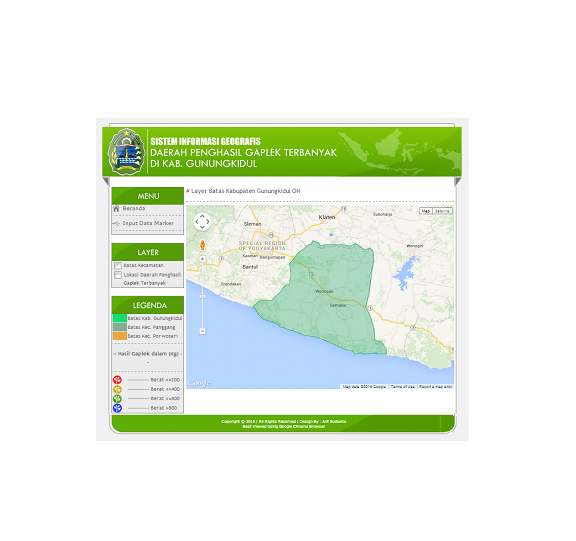 SISTEM INFORMASI GEOGRAFIS
DAERAH PENGHASIL GAPLEK TERBANYAK
DI KAB. GUNUNGKIDUL
MENU
Beranda
Input Data Marker
LAYER
Batas Kecamatan
Lokasi Daerah Penghasil
Gaplek Terbanyak
LEGENDA
Batas Kab. Gunungkidul
Batas Kec. Panggang
Batas Kec. Porwosari
-- Hasil Gaplek dalam (Kg) -
-
------------ Berat <=200
------------ Berat <=400
------------ Berat <=800
------------ Berat >800
# Layer Batas Kabupaten Gunungkidul ON
Map
Satellite
Klaten
Sukoharjo
Sleman
Wonogiri
SPECIAL REGION
OF YOGYAKARTA
Kasihan
Banguntapan
Bantul
Srandakan
Wonosari
Semanu
Google
Map data ©2015 Google
Terms of Use
Report a map error
Copyright © 2015 | All Rights Reserved | Design By : Arif Budianto
Best Viewed Using Google Chrome Browser